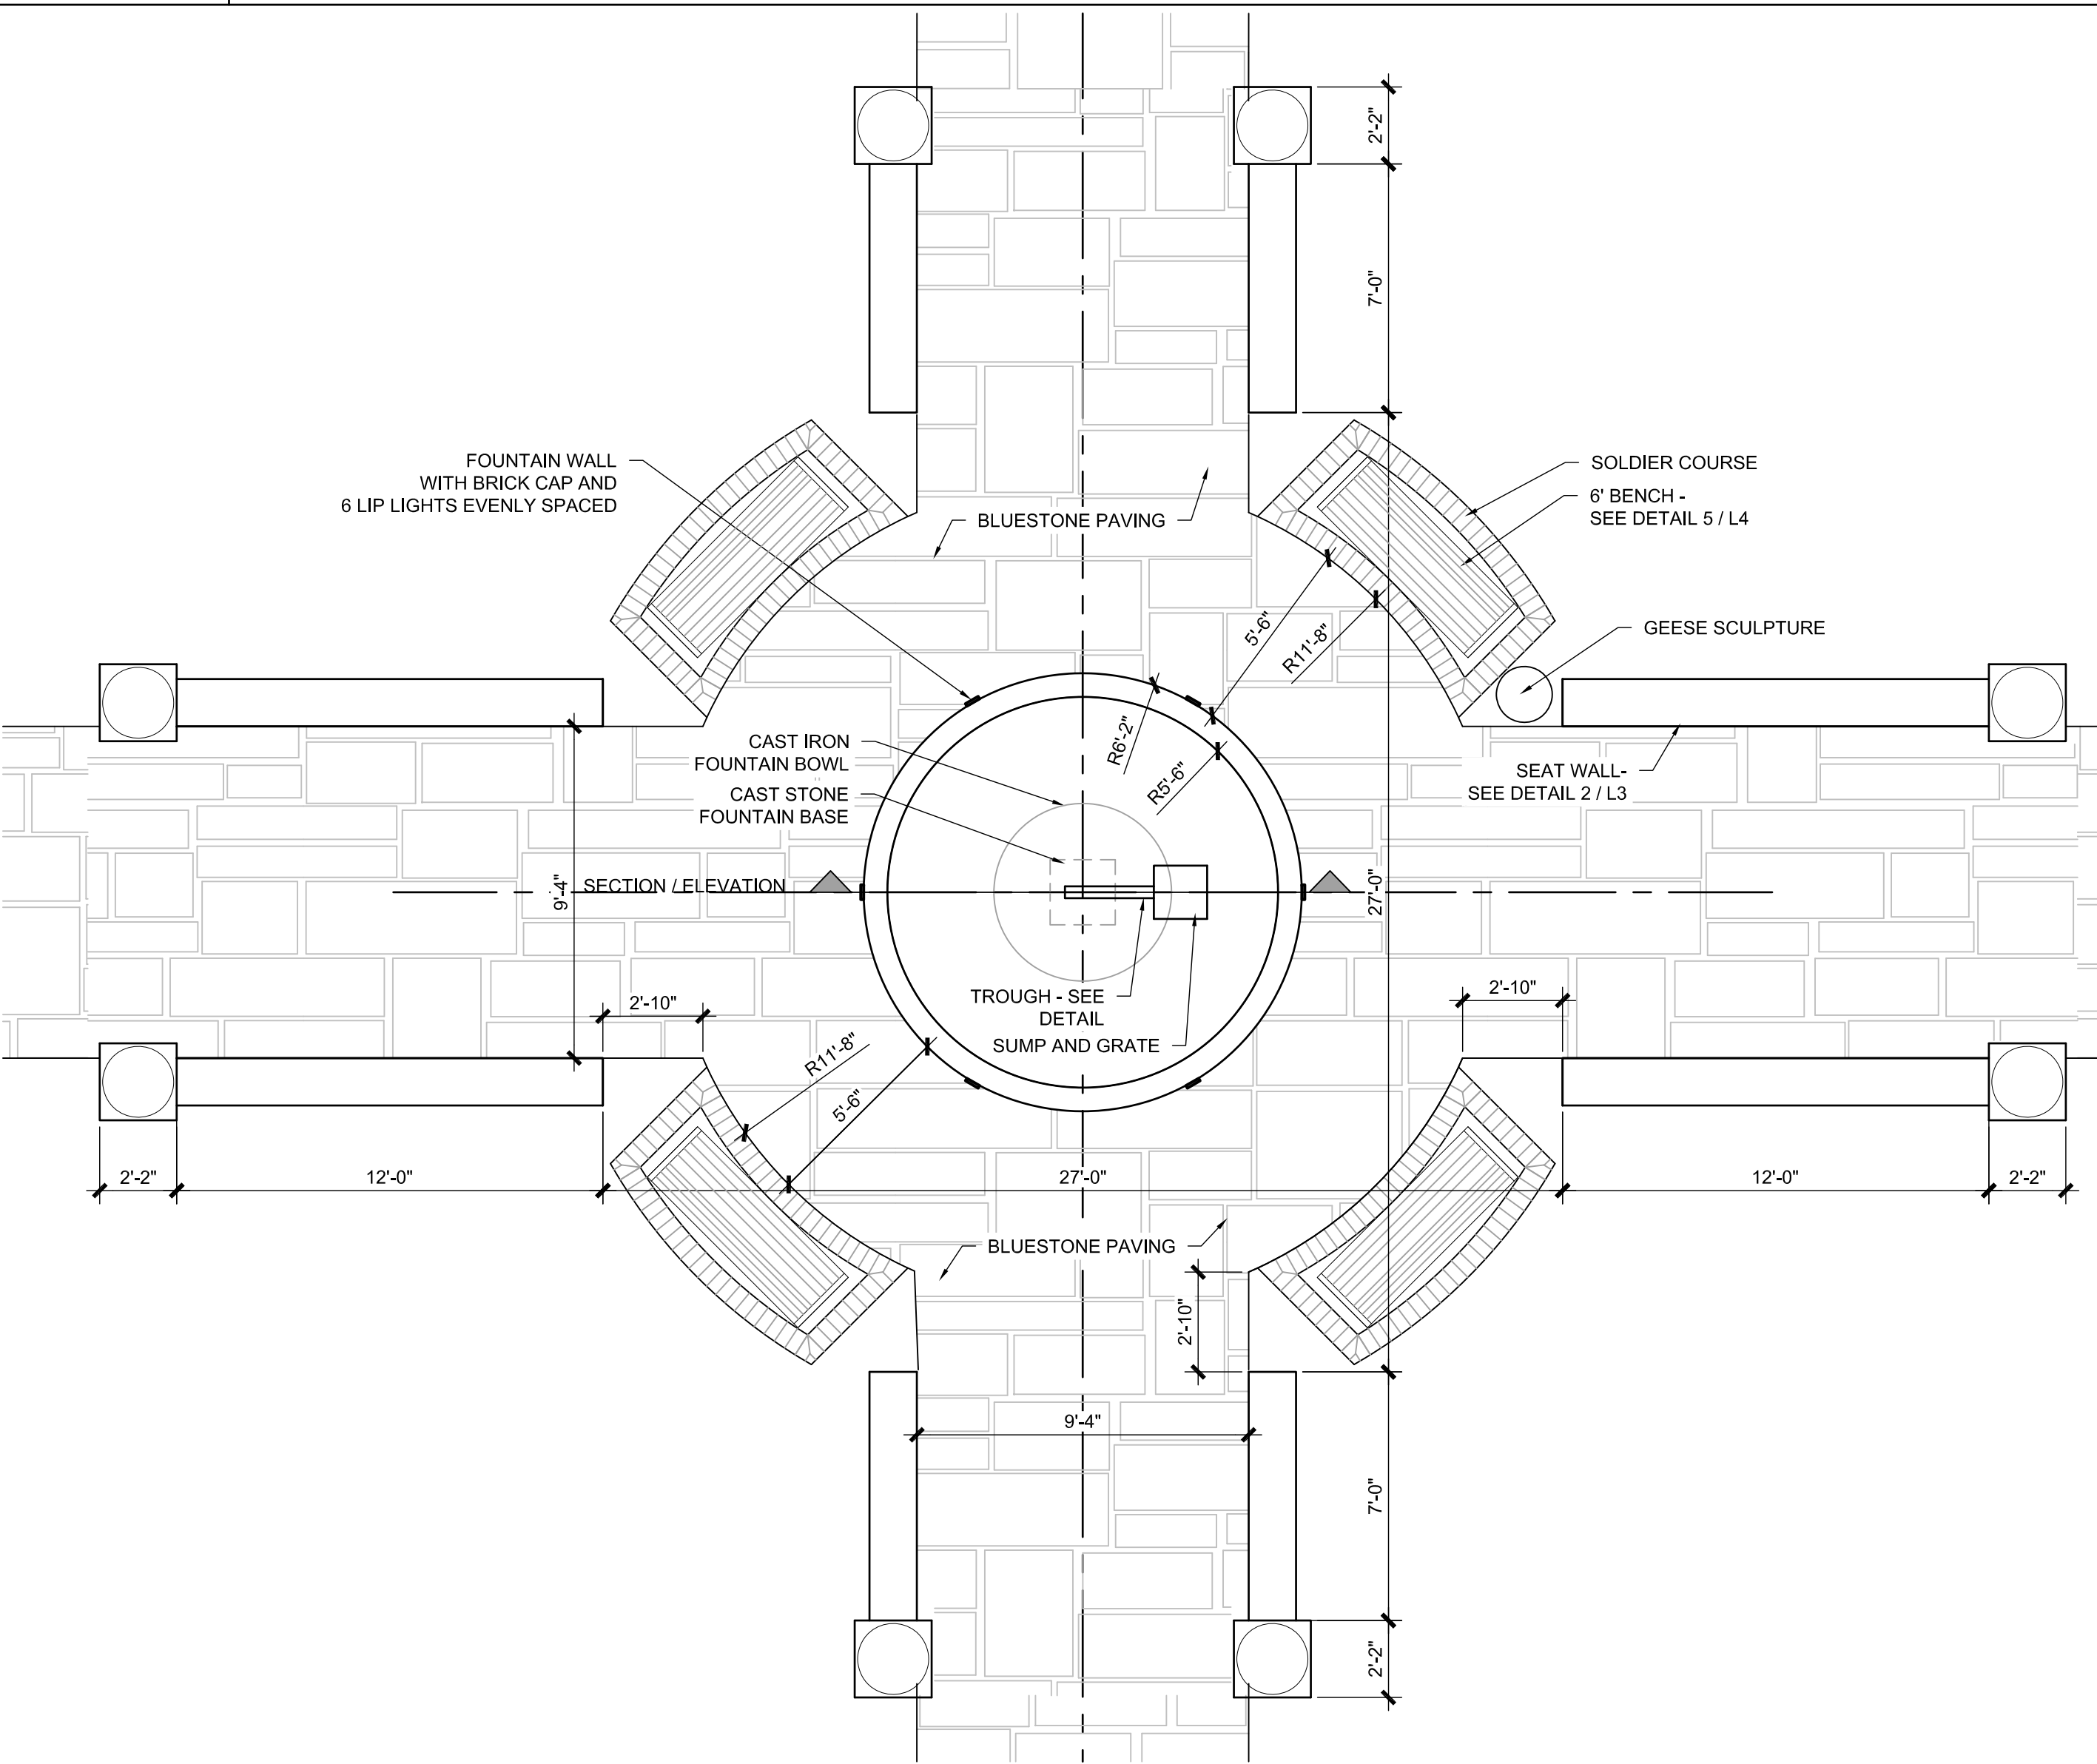 2'-2"
7'-0"
FOUNTAIN WALL
WITH BRICK CAP AND
6 LIP LIGHTS EVENLY SPACED
BLUESTONE PAVING
SOLDIER COURSE
6' BENCH -
SEE DETAIL 5 / L4
5'-6"
R11'-8"
GEESE SCULPTURE
R6'-2"
R5'-6"
CAST IRON
FOUNTAIN BOWL
CAST STONE
FOUNTAIN BASE
SEAT WALL-
SEE DETAIL 2 / L3
9'-4"
SECTION / ELEVATION
27'-0"
2'-10"
TROUGH - SEE
DETAIL
SUMP AND GRATE
2'-10"
R11'-8"
5'-6"
2'-2"
12'-0"
27'-0"
12'-0"
2'-2"
BLUESTONE PAVING
2'-10"
9'-4"
7'-0"
2'-2"